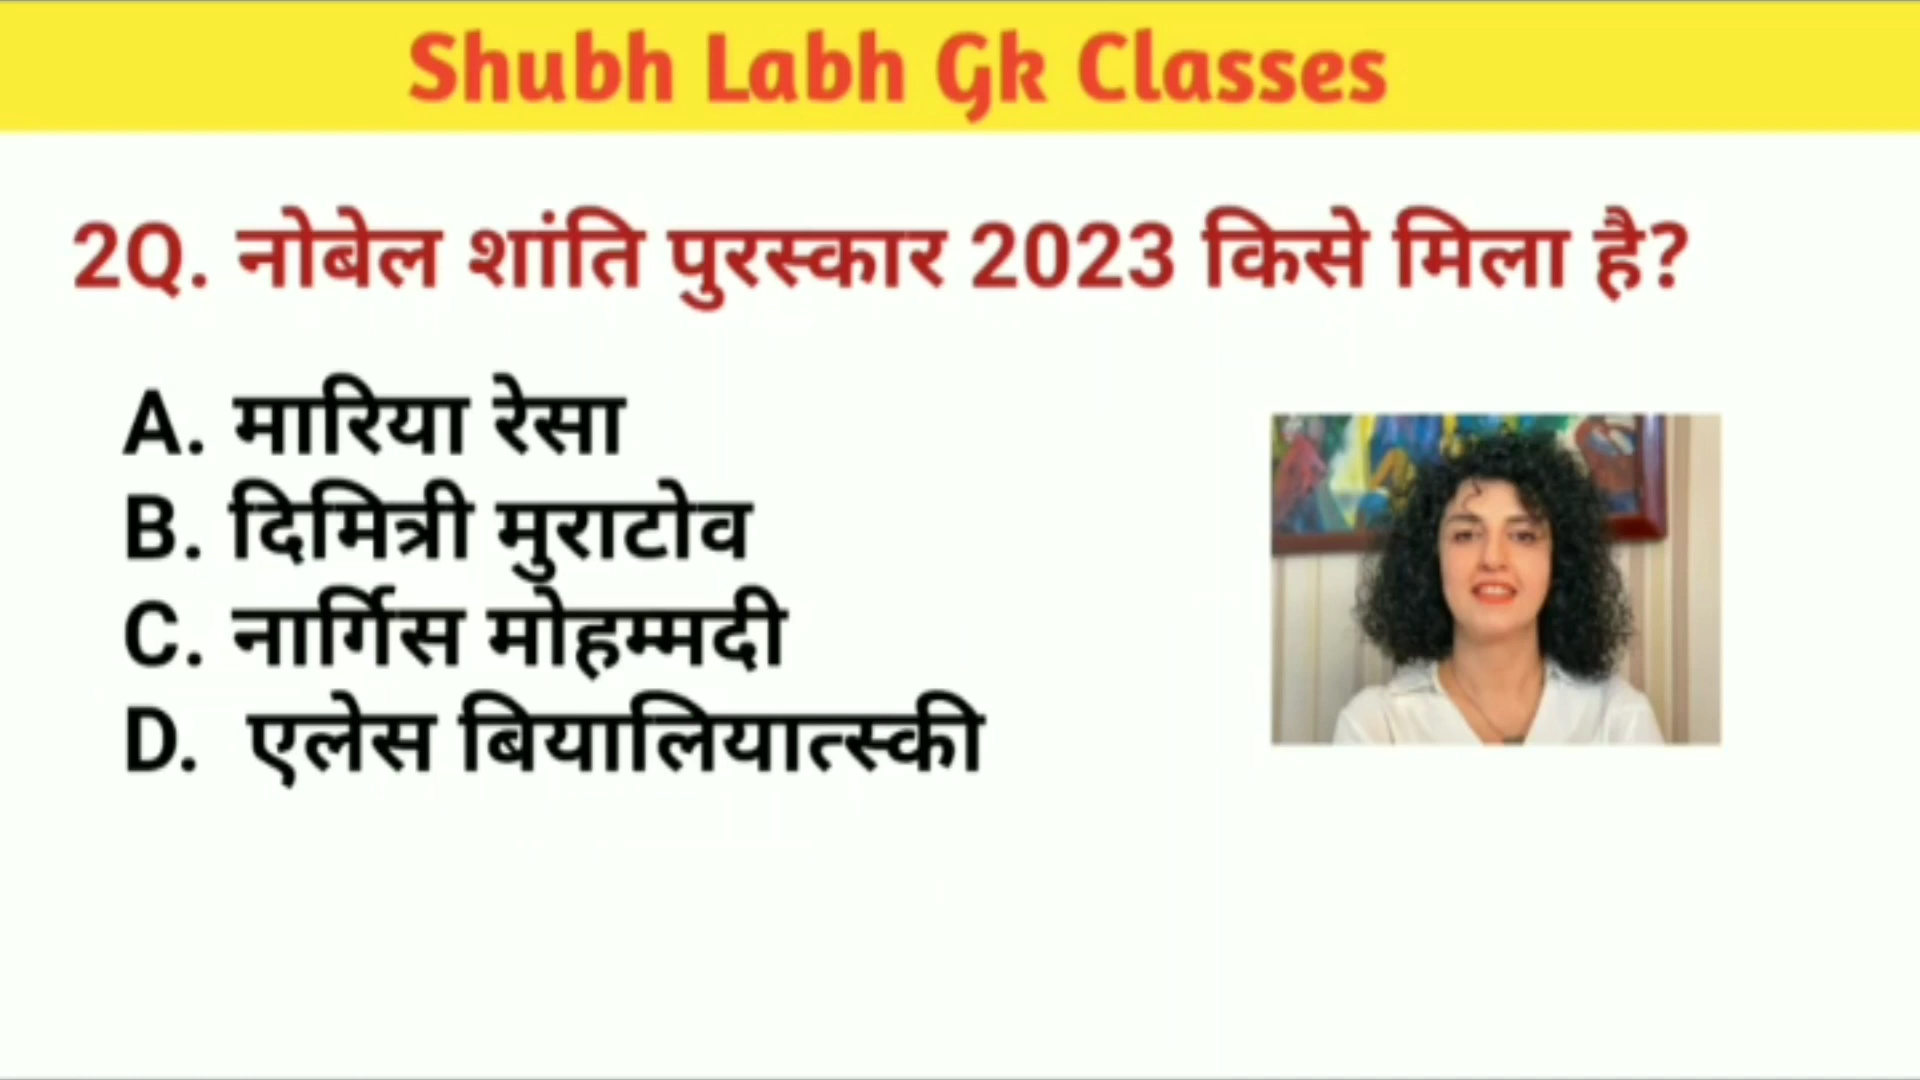 Shubh Labh Gk Classes
2Q. नोबेल शांति पुरस्कार 2023 किसे मिला है?
A. मारिया रेसा
B. दिमित्री मुराटोव
C. नार्गिस मोहम्मदी
D. एलेस बियालियात्स्की